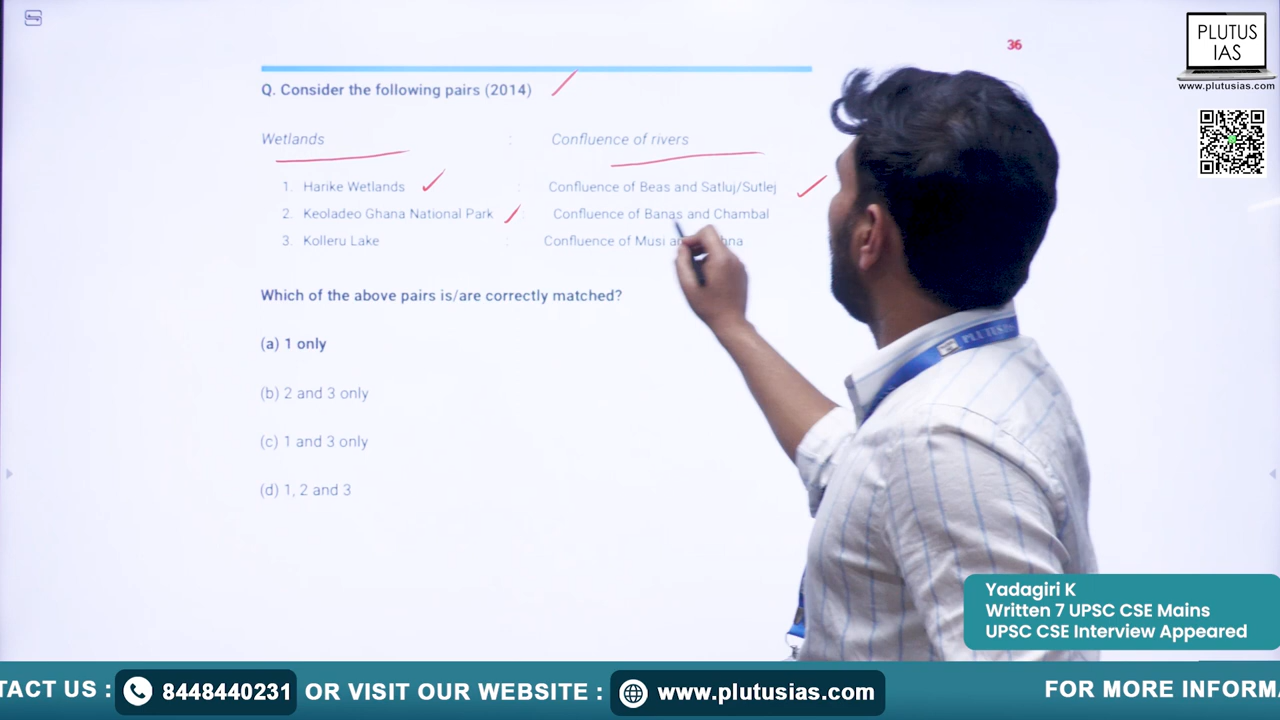 36
PLUTUS
IAS
www.plutusias.com
Q. Consider the following pairs (2014)
Wetlands : Confluence of rivers
1. Harike Wetlands : Confluence of Beas and Satluj/Sutlej
2. Keoladeo Ghana National Park Confluence of Banas and Chambal
3. Kolleru Lake : Confluence of Musi
Which of the above pairs is/are correctly matched?
(a) 1 only
(b) 2 and 3 only
(c) 1 and 3 only
(d) 1, 2 and 3
PLUTUS IAS
Yadagiri K
Written 7 UPSC CSE Mains
UPSC CSE Interview Appeared
TACT US : 8448440231 OR VISIT OUR WEBSITE : www.plutusias.com FOR MORE INFORMA